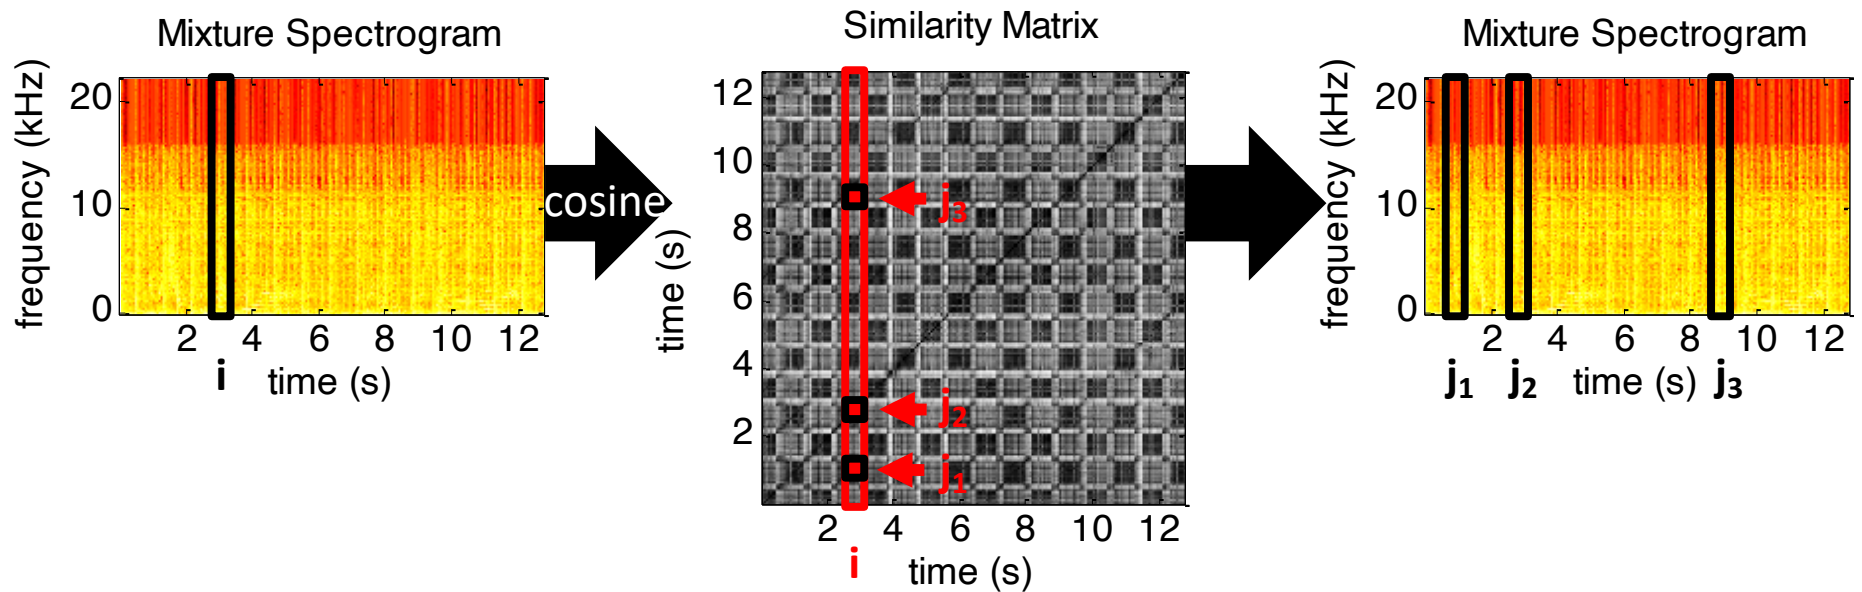 Mixture Spectrogram
frequency (kHz)
20
10
0
2 4 6 8 10 12
i
time (s)
cosine
Similarity Matrix
time (s)
12
10
8
6
4
2
j3
j2
j1
2 4 6 8 10 12
i
time (s)
Mixture Spectrogram
frequency (kHz)
20
10
0
2 4 6 8 10 12
j1 j2 time (s) j3